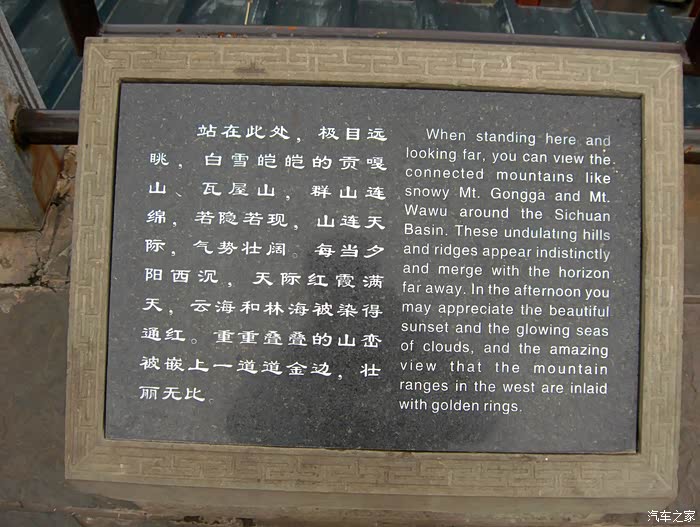 站在此处，极目远
眺，白雪皑皑的贡嘎
山、瓦屋山，群山连
绵，若隐若现，山连天
际，气势壮阔。每当夕
阳西沉，天际红霞满
天，云海和林海被染得
通红。重重叠叠的山峦
被嵌上一道道金边，壮
丽无比。
When standing here and
looking far, you can view the
connected mountains like
snowy Mt. Gongga and Mt.
Wawu around the Sichuan
Basin. These undulating hills
and ridges appear indistinctly
and merge with the horizon
far away. In the afternoon you
may appreciate the beautiful
sunset and the glowing seas
of clouds, and the amazing
view that the mountain
ranges in the west are inlaid
with golden rings.
汽车之家